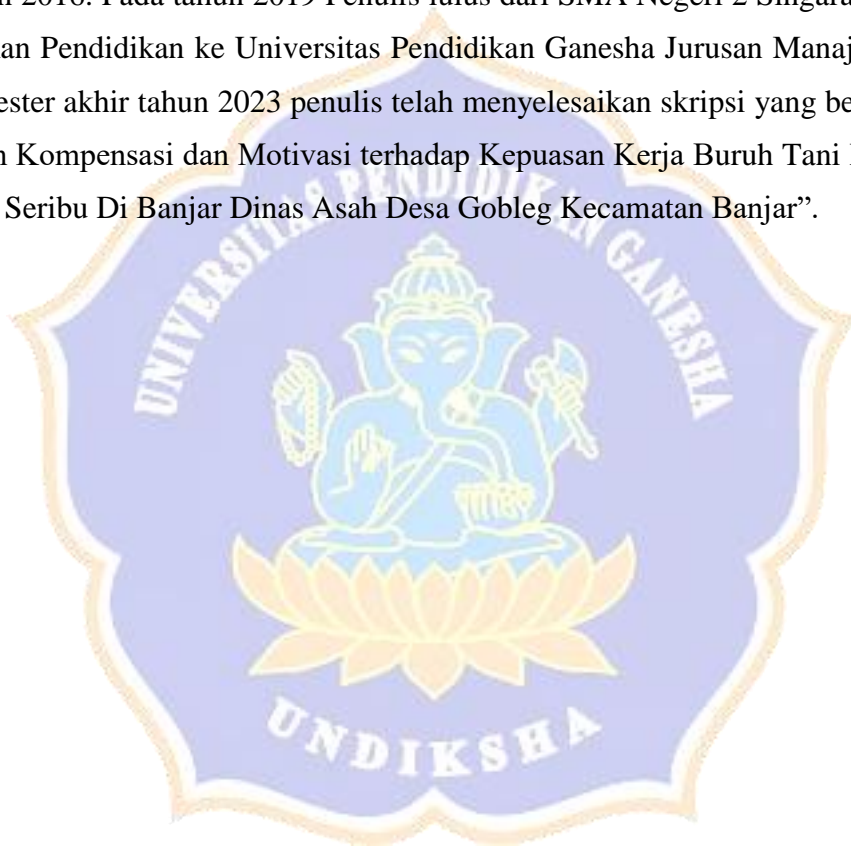 2016. Pada tahun 2019 Penulis lulus dari SMA Negeri 2
an Pendidikan ke Universitas Pendidikan Ganesha Jurusan Manaj
ester akhir tahun 2023 penulis telah menyelesaikan skripsi yang be
n Kompensasi dan Motivasi terhadap Kepuasan Kerja Buruh Tani
Seribu Di Banjar Dinas Asah Desa Gobleg Kecamatan Banjar”.
UNIVERSITAS PENDIDIKAN GANESHA
UNDIKSHA